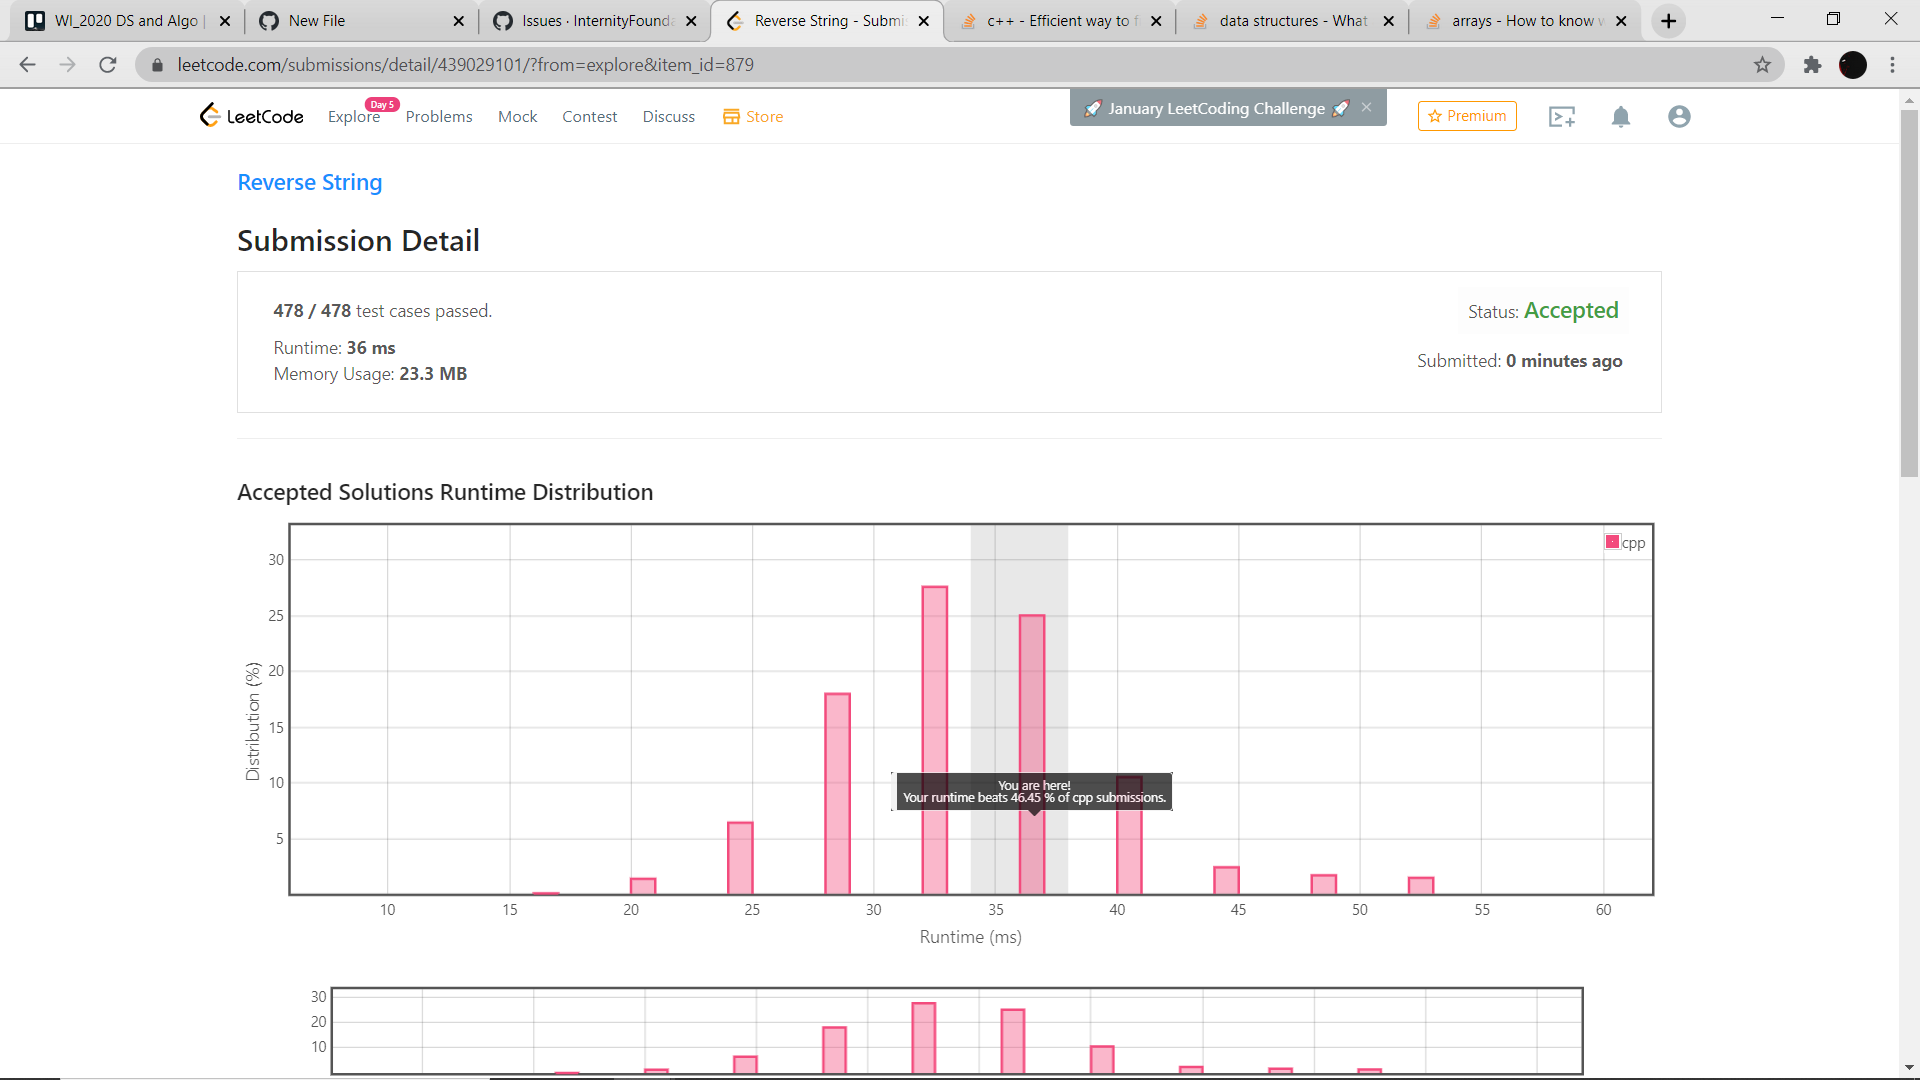 WI_2020 DS and Algo |
New File
Issues · InternityFounda
Reverse String - Submi
c++ - Efficient way to f
data structures - What
arrays - How to know w
leetcode.com/submissions/detail/439029101/?from=explore&item_id=879
LeetCode
Explore
Day 5
Problems
Mock
Contest
Discuss
Store
🚀 January LeetCoding Challenge 🚀
Premium
Reverse String
Submission Detail
478 / 478 test cases passed.
Status: Accepted
Runtime: 36 ms
Submitted: 0 minutes ago
Memory Usage: 23.3 MB
Accepted Solutions Runtime Distribution
cpp
30
25
20
15
10
5
Distribution (%)
You are here!
Your runtime beats 46.45 % of cpp submissions.
10 15 20 25 30 35 40 45 50 55 60
Runtime (ms)
30
20
10